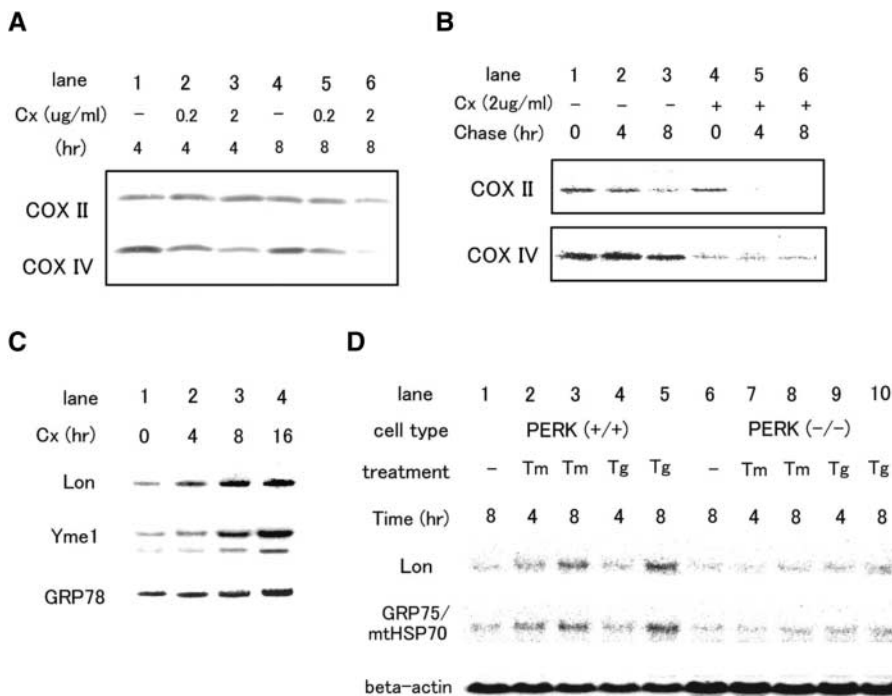 A
lane 1 2 3 4 5 6
Cx (ug/ml) – 0.2 2 – 0.2 2
(hr) 4 4 4 8 8 8
COX II
COX IV
B
lane 1 2 3 4 5 6
Cx (2ug/ml) – – – + + +
Chase (hr) 0 4 8 0 4 8
COX II
COX IV
C
lane 1 2 3 4
Cx (hr) 0 4 8 16
Lon
Yme1
GRP78
D
lane 1 2 3 4 5 6 7 8 9 10
cell type PERK (+/+) PERK (-/-)
treatment – Tm Tm Tg Tg – Tm Tm Tg Tg
Time (hr) 8 4 8 4 8 8 4 8 4 8
Lon
GRP75/
mtHSP70
beta-actin